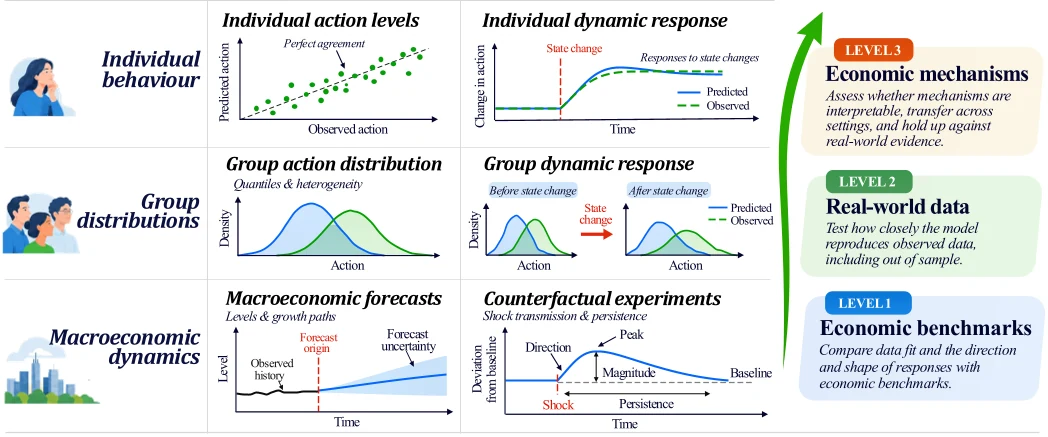 Individual
behaviour
Individual action levels
Perfect agreement
Predicted action
Observed action
Individual dynamic response
State change
Responses to state changes
Predicted
Observed
Change in action
Time
Group
distributions
Group action distribution
Quantiles & heterogeneity
Density
Action
Group dynamic response
Before state change
After state change
Predicted
Observed
State
change
Density
Action
Action
Macroeconomic
dynamics
Macroeconomic forecasts
Levels & growth paths
Forecast
origin
Forecast
uncertainty
Observed
history
Level
Time
Counterfactual experiments
Shock transmission & persistence
Peak
Direction
Magnitude
Baseline
Deviation
from baseline
Shock
Persistence
Time
LEVEL 3
Economic mechanisms
Assess whether mechanisms are
interpretable, transfer across
settings, and hold up against
real-world evidence.
LEVEL 2
Real-world data
Test how closely the model
reproduces observed data,
including out of sample.
LEVEL 1
Economic benchmarks
Compare data fit and the direction
and shape of responses with
economic benchmarks.